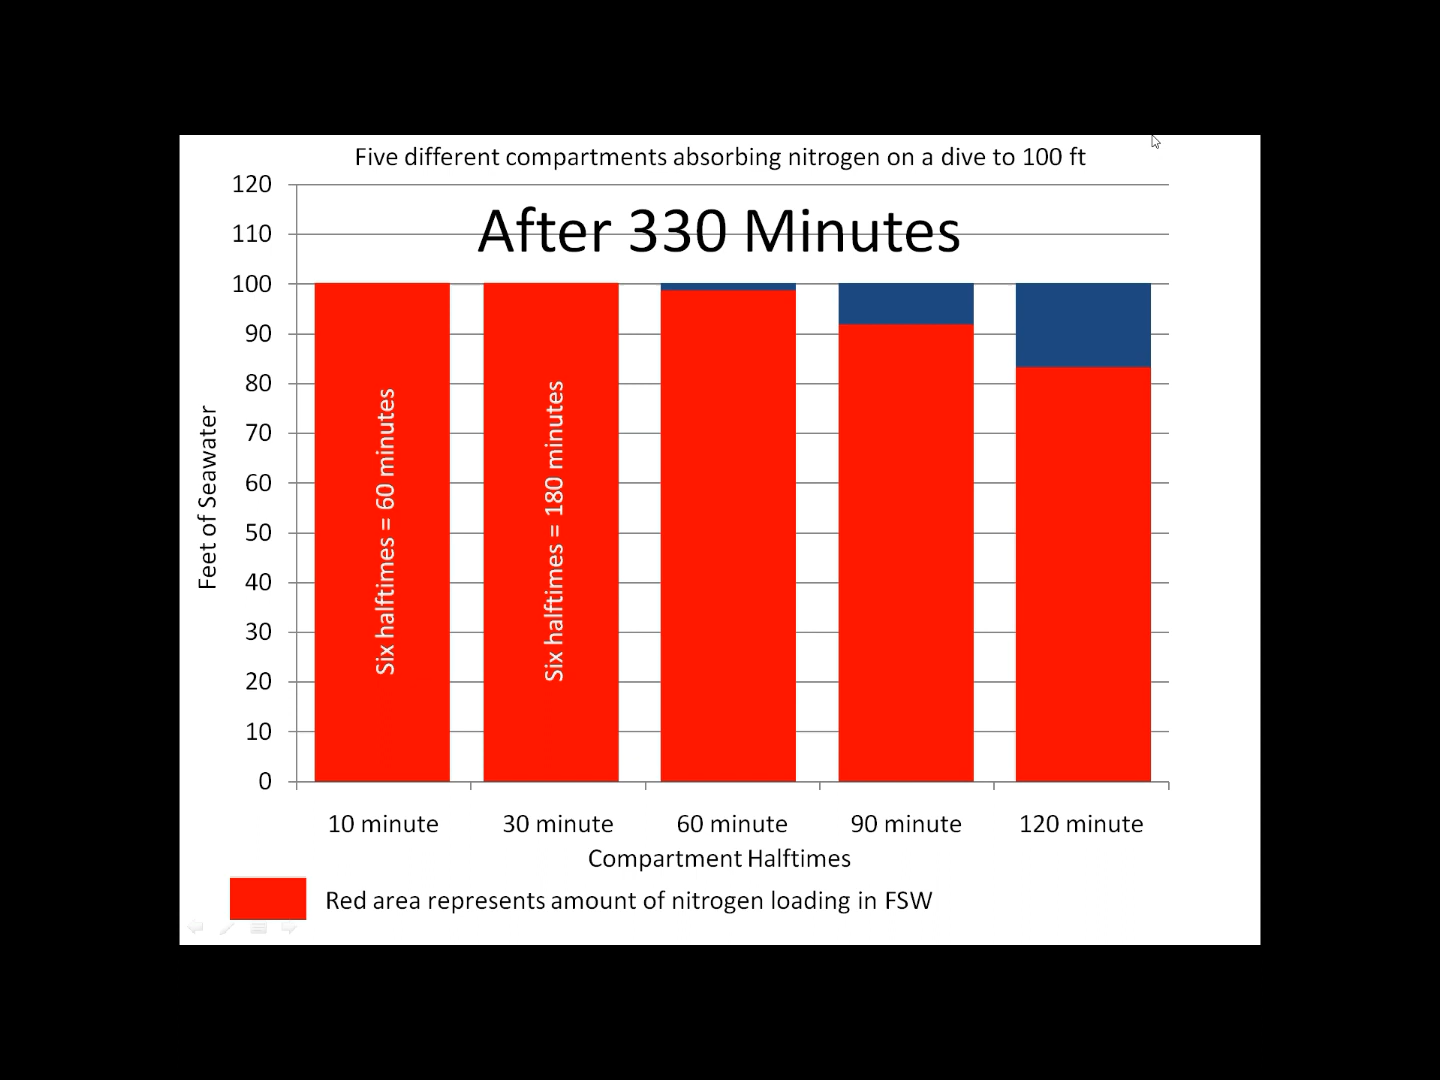 Five different compartments absorbing nitrogen on a dive to 100 ft
After 330 Minutes
120
110
100
90
80
70
60
50
40
30
20
10
0
Feet of Seawater
Six halftimes = 60 minutes
Six halftimes = 180 minutes
10 minute 30 minute 60 minute 90 minute 120 minute
Compartment Halftimes
Red area represents amount of nitrogen loading in FSW